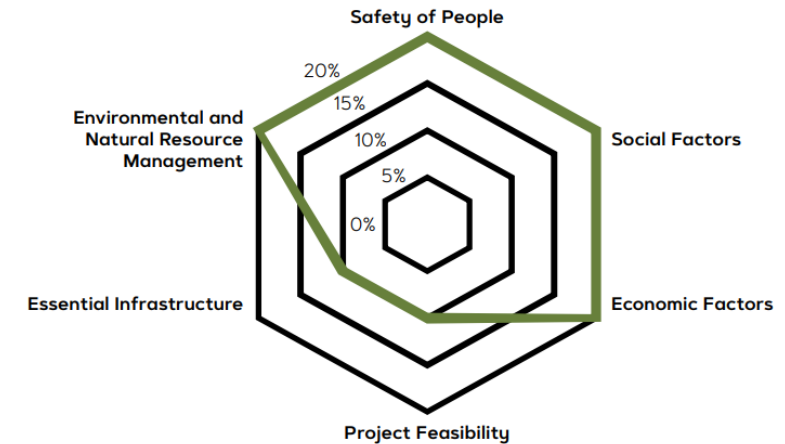 Safety of People
20%
15%
10%
5%
0%
Environmental and
Natural Resource
Management
Social Factors
Essential Infrastructure
Economic Factors
Project Feasibility